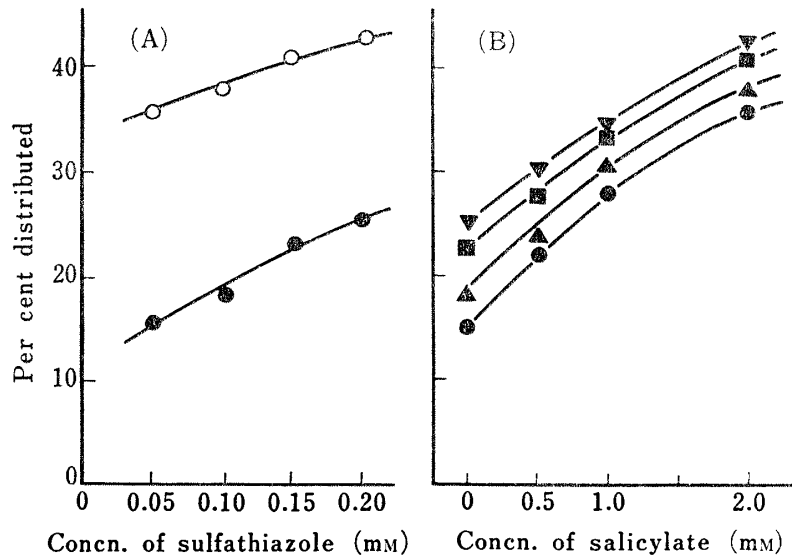 (A)
(B)
Per cent distributed
40
30
20
10
0
0
0.05
0.10
0.15
0.20
Concn. of sulfathiazole (mM)
0
0.5
1.0
2.0
Concn. of salicylate (mM)